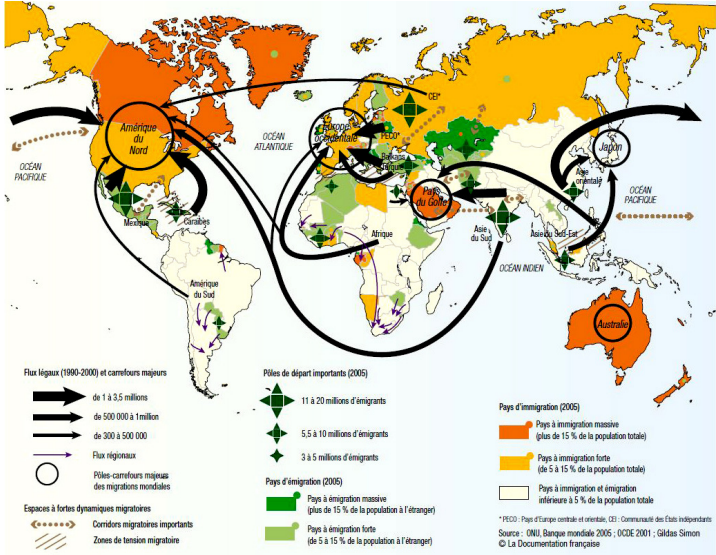 CEI*
Amérique
du
Nord
Europe
occidentale
PECO*
OCÉAN
ATLANTIQUE
Balkans
Turquie
Japon
OCÉAN
PACIFIQUE
Asie
orientale
Pays
du Golfe
OCÉAN
PACIFIQUE
Mexique
Caraïbes
Afrique
Asie
du Sud
Asie du Sud-Est
OCÉAN INDIEN
Amérique
du Sud
Australie
Flux légaux (1990-2000) et carrefours majeurs
de 1 à 3,5 millions
de 500 000 à 1million
de 300 à 500 000
Flux régionaux
Pôles-carrefours majeurs
des migrations mondiales
Espaces à fortes dynamiques migratoires
Corridors migratoires importants
Zones de tension migratoire
Pôles de départ importants (2005)
11 à 20 millions d'émigrants
5,5 à 10 millions d'émigrants
3 à 5 millions d'émigrants
Pays d'émigration (2005)
Pays à émigration massive
(plus de 15 % de la population à l'étranger)
Pays à émigration forte
(de 5 à 15 % de la population à l'étranger)
Pays d'immigration (2005)
Pays à immigration massive
(plus de 15 % de la population totale)
Pays à immigration forte
(de 5 à 15 % de la population totale)
Pays à immigration et émigration
inférieure à 5 % de la population totale
* PECO : Pays d'Europe centrale et orientale, CEI : Communauté des États indépendants
Source : ONU, Banque mondiale 2005 ; OCDE 2001 ; Gildas Simon
© La Documentation française